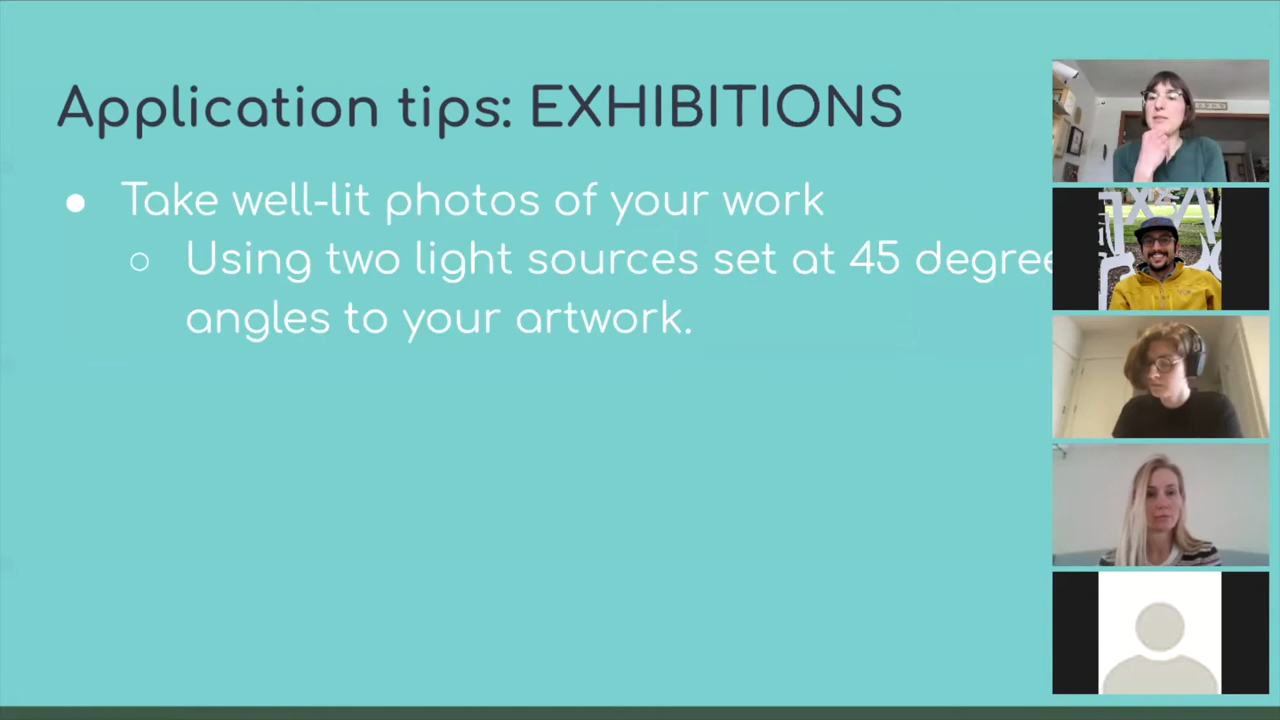 Application tips: EXHIBITIONS
● Take well-lit photos of your work
○ Using two light sources set at 45 degree
angles to your artwork.